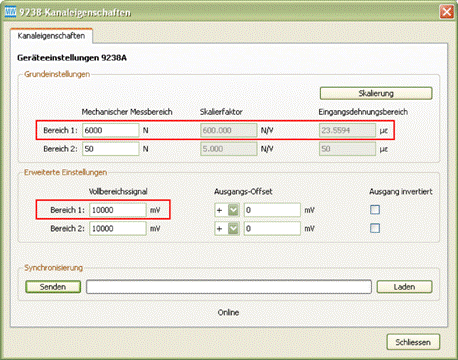 9238-Kanaleigenschaften
Kanaleigenschaften
Geräteeinstellungen 9238A
Grundeinstellungen
Skalierung
Mechanischer Messbereich Skalierfaktor Eingangsdehnungsbereich
Bereich 1: 6000 N 600.000 N/V 23.5594 µε
Bereich 2: 50 N 5.000 N/V 50 µε
Erweiterte Einstellungen
Vollbereichssignal Ausgangs-Offset Ausgang invertiert
Bereich 1: 10000 mV + 0 mV
Bereich 2: 10000 mV + 0 mV
Synchronisierung
Senden Laden
Online
Schliessen